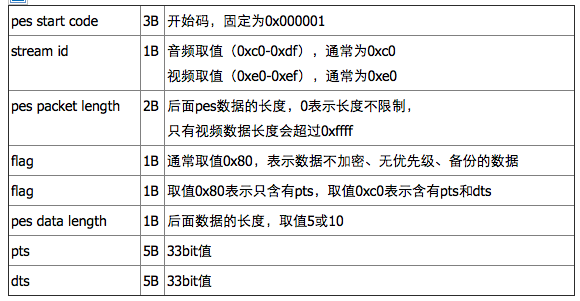 pes start code 3B 开始码，固定为0x000001
stream id 1B 音频取值（0xc0-0xdf），通常为0xc0
视频取值（0xe0-0xef），通常为0xe0
pes packet length 2B 后面pes数据的长度，0表示长度不限制，
只有视频数据长度会超过0xffff
flag 1B 通常取值0x80，表示数据不加密、无优先级、备份的数据
flag 1B 取值0x80表示只含有pts，取值0xc0表示含有pts和dts
pes data length 1B 后面数据的长度，取值5或10
pts 5B 33bit值
dts 5B 33bit值